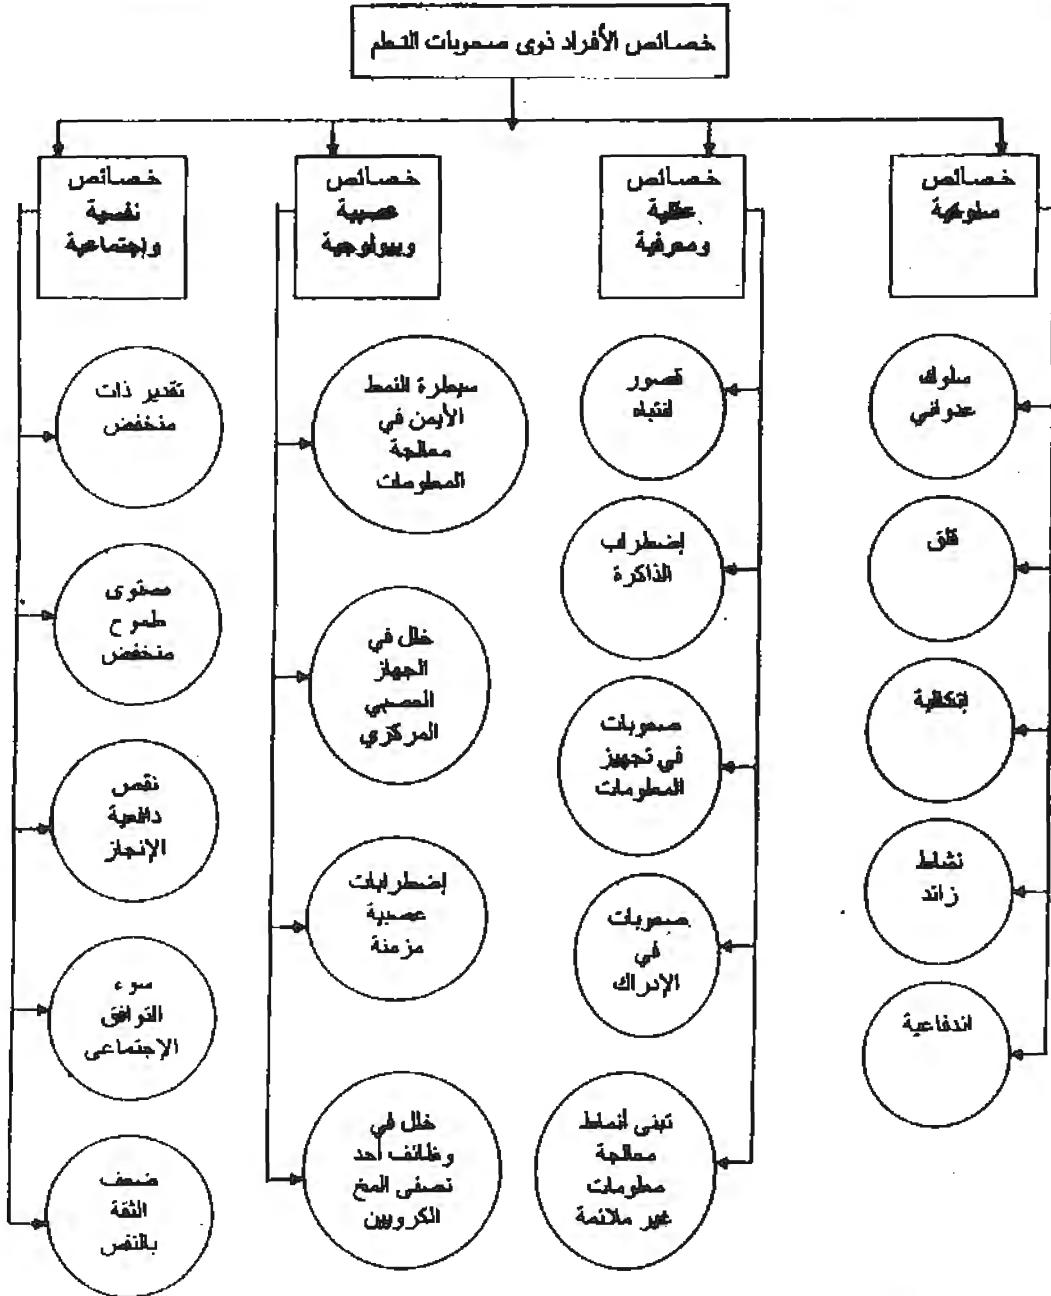 خصائص الأفراد ذوى صعوبات التعلم
خصائص
سلوكية
سلوك
عدواني
قلق
إتكالية
نشاط
زائد
اندفاعية
خصائص
عقلية
ومعرفية
قصور
انتباه
إضطراب
الذاكرة
صعوبات
في تجهيز
المعلومات
صعوبات
في
الإدراك
تبنى أنماط
معالجة
معلومات
غير ملائمة
خصائص
عصبية
وبيولوجية
سيطرة النمط
الأيمن في
معالجة
المعلومات
خلل في
الجهاز
العصبي
المركزي
إضطرابات
عصبية
مزمنة
خلل في
وظائف أحد
نصفى المخ
الكرويين
خصائص
نفسية
وإجتماعية
تقدير ذات
منخفض
مستوى
طموح
منخفض
نقص
دافعية
الإنجاز
سوء
التوافق
الإجتماعى
ضعف
الثقة
بالنفس